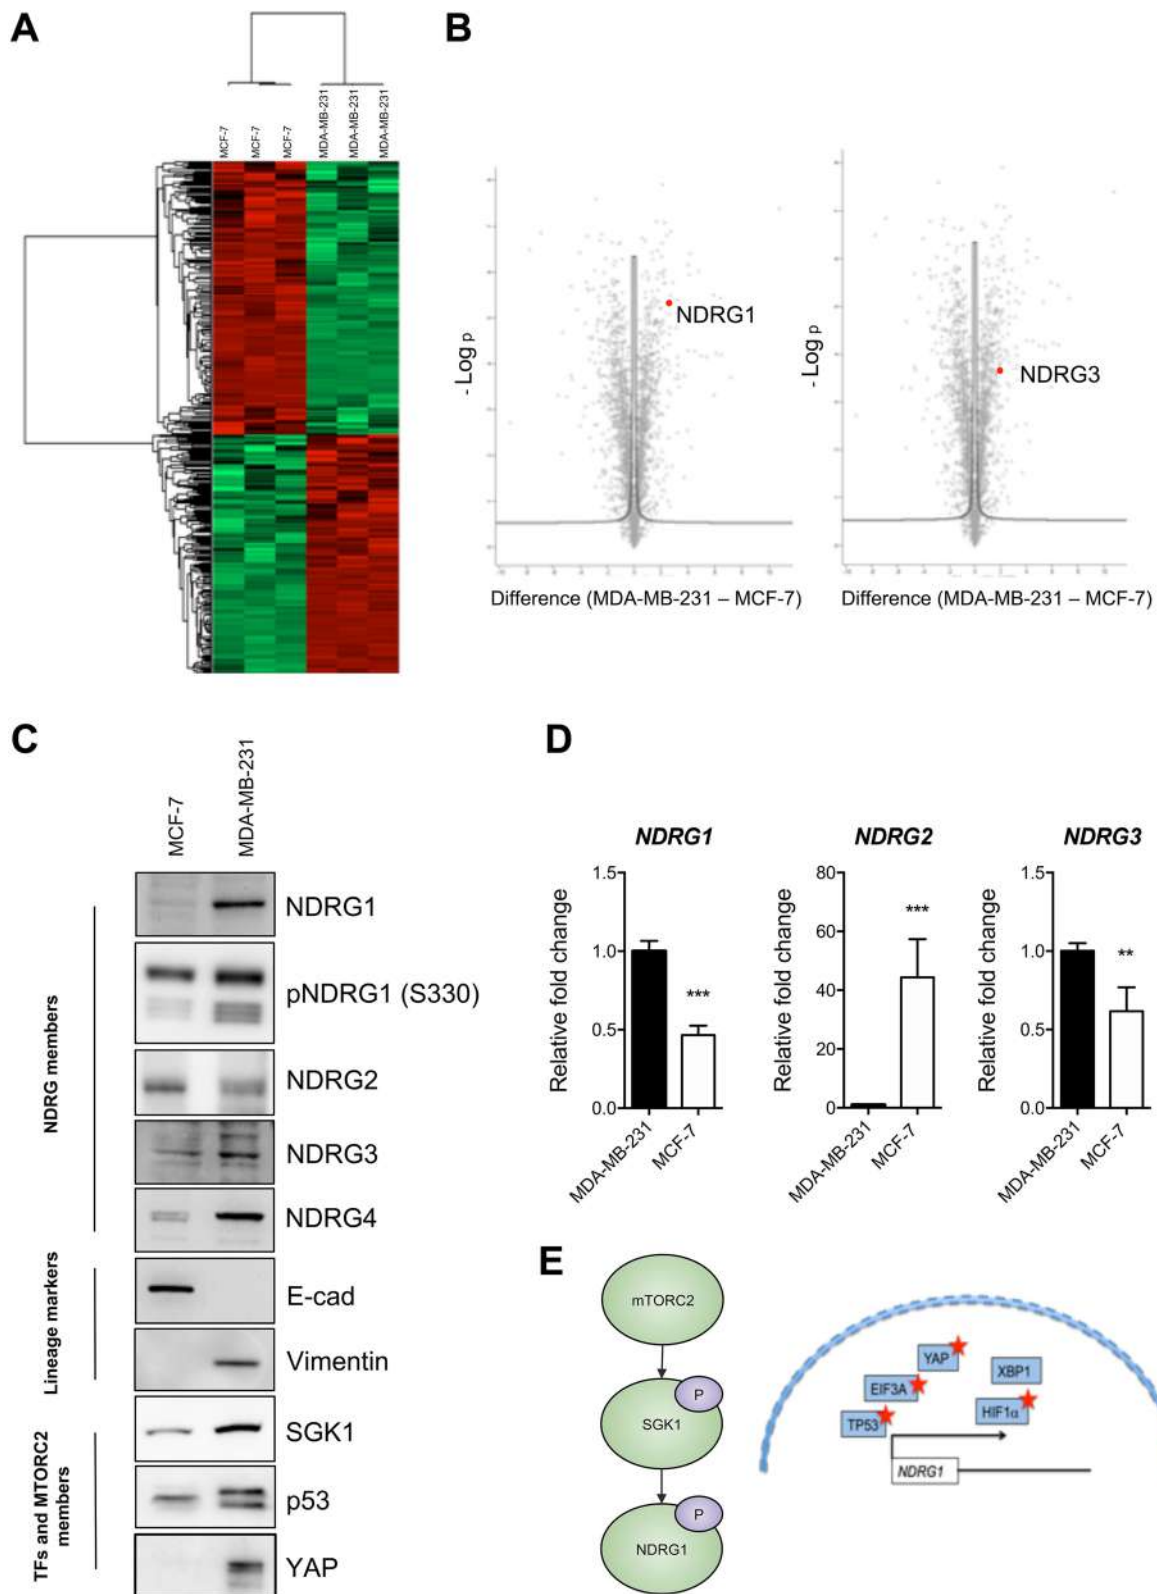 A
MCF-7
MCF-7
MCF-7
MDA-MB-231
MDA-MB-231
MDA-MB-231
B
- Log p
NDRG1
Difference (MDA-MB-231 – MCF-7)
- Log p
NDRG3
Difference (MDA-MB-231 – MCF-7)
C
MCF-7
MDA-MB-231
NDRG members
NDRG1
pNDRG1 (S330)
NDRG2
NDRG3
NDRG4
Lineage markers
E-cad
Vimentin
TFs and MTORC2
members
SGK1
p53
YAP
D
NDRG1
Relative fold change
1.5
1.0
0.5
0.0
***
MDA-MB-231
MCF-7
NDRG2
Relative fold change
80
60
40
20
0
***
MDA-MB-231
MCF-7
NDRG3
Relative fold change
1.5
1.0
0.5
0.0
**
MDA-MB-231
MCF-7
E
mTORC2
P
SGK1
P
NDRG1
YAP
XBP1
EIF3A
HIF1α
TP53
NDRG1